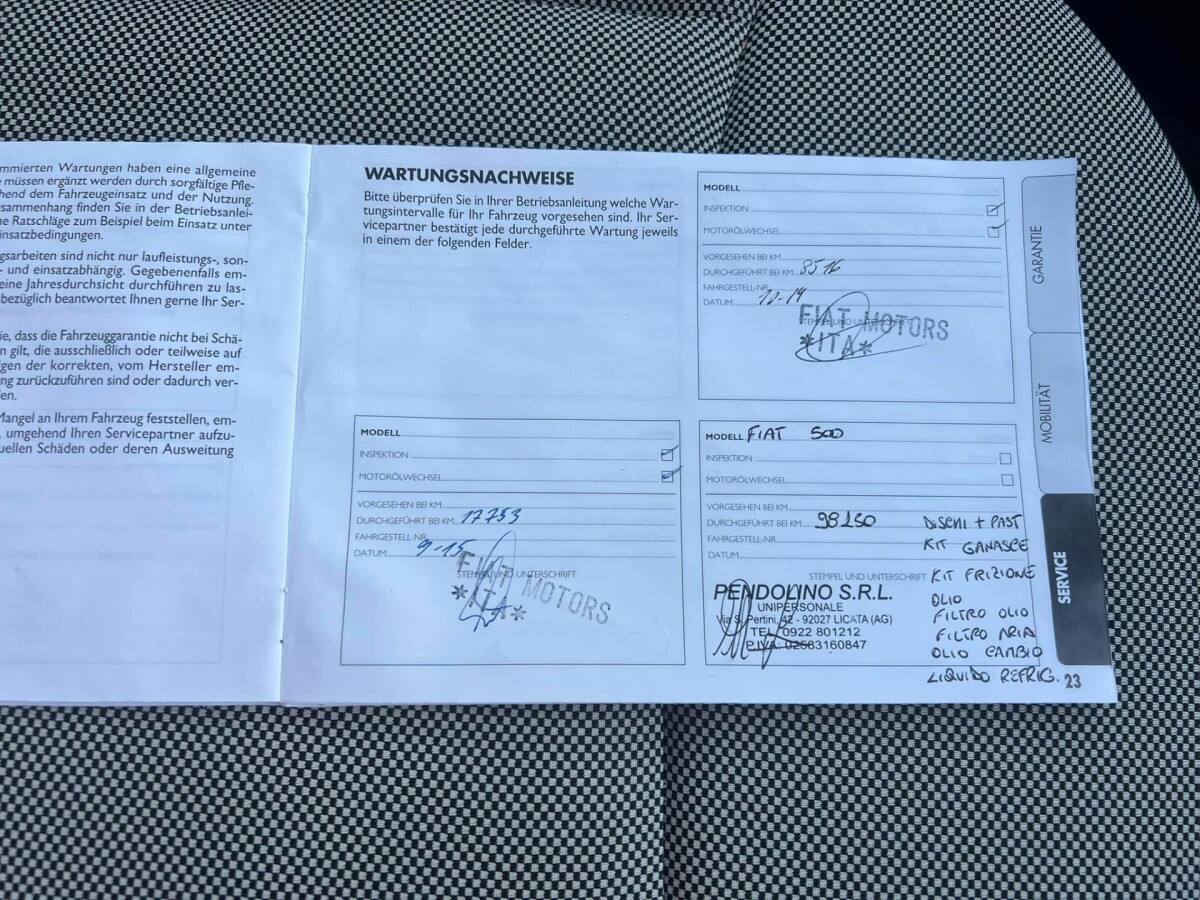 mmierten Wartungen haben eine allgemeine
müssen ergänzt werden durch sorgfältige Pfle-
hend dem Fahrzeugeinsatz und der Nutzung.
usammenhang finden Sie in der Betriebsanlei-
ne Ratschläge zum Beispiel beim Einsatz unter
insatzbedingungen.
gsarbeiten sind nicht nur laufleistungs-, son-
- und einsatzabhängig. Gegebenenfalls em-
eine Jahresdurchsicht durchführen zu las-
sbezüglich beantwortet Ihnen gerne Ihr Ser-
ie, dass die Fahrzeuggarantie nicht bei Schä-
n gilt, die ausschließlich oder teilweise auf
igen der korrekten, vom Hersteller em-
ng zurückzuführen sind oder dadurch ver-
en.
Mangel an Ihrem Fahrzeug feststellen, em-
, umgehend Ihren Servicepartner aufzu-
uellen Schäden oder deren Ausweitung
WARTUNGSNACHWEISE
Bitte überprüfen Sie in Ihrer Betriebsanleitung welche War-
tungsintervalle für Ihr Fahrzeug vorgesehen sind. Ihr Ser-
vicepartner bestätigt jede durchgeführte Wartung jeweils
in einem der folgenden Felder.
MODELL
INSPEKTION
MOTORÖLWECHSEL
VORGESEHEN BEI KM
DURCHGEFÜHRT BEI KM 8516
FAHRGESTELL-NR.
DATUM 10-14
STEMPEL UND UNTERSCHRIFT
FIAT MOTORS
*ITA*
MODELL
INSPEKTION
MOTORÖLWECHSEL
VORGESEHEN BEI KM
DURCHGEFÜHRT BEI KM 17753
FAHRGESTELL-NR.
DATUM 9-15
STEMPEL UND UNTERSCHRIFT
FIAT MOTORS
*ITA*
MODELL FIAT 500
INSPEKTION
MOTORÖLWECHSEL
VORGESEHEN BEI KM
DURCHGEFÜHRT BEI KM 98250
FAHRGESTELL-NR.
DATUM
STEMPEL UND UNTERSCHRIFT
PENDOLINO S.R.L.
UNIPERSONALE
Via S. Pertini, 42 - 92027 LICATA (AG)
TEL. 0922 801212
P.IVA: 02583160847
DISCHI + PAST
KIT GANASCE
KIT FRIZIONE
OLIO
FILTRO OLIO
FILTRO ARIA
OLIO CAMBIO
LIQUIDO REFRIG.
23
GARANTIE
MOBILITÄT
SERVICE